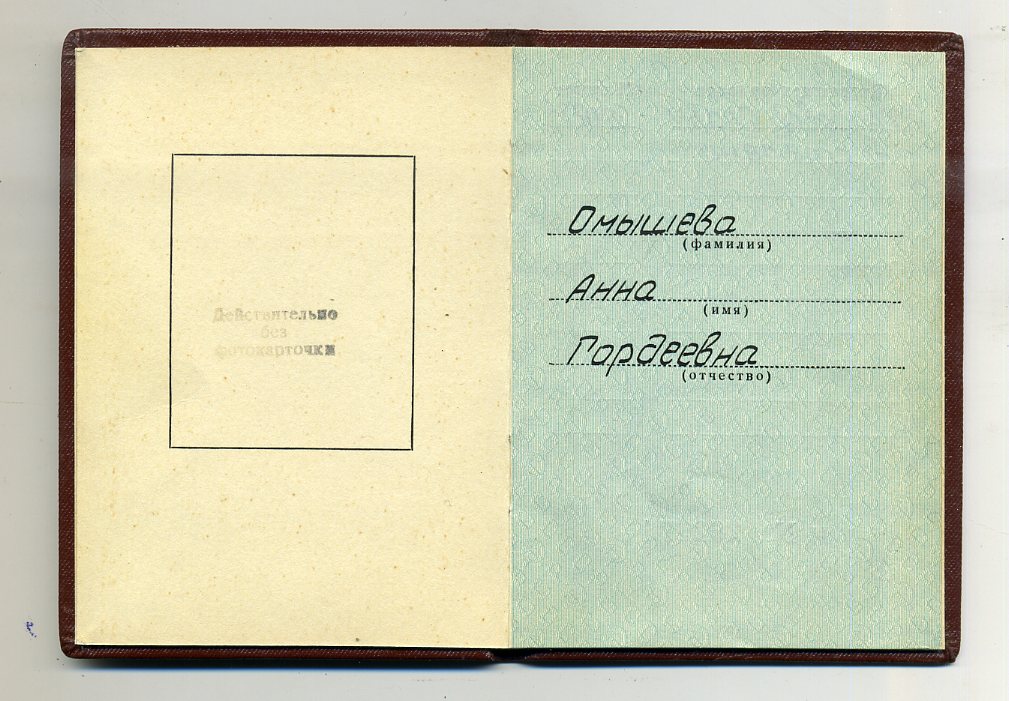 Действительно
без
фотокарточки
Омышева
(фамилия)
Анна
(имя)
Гордеевна
(отчество)